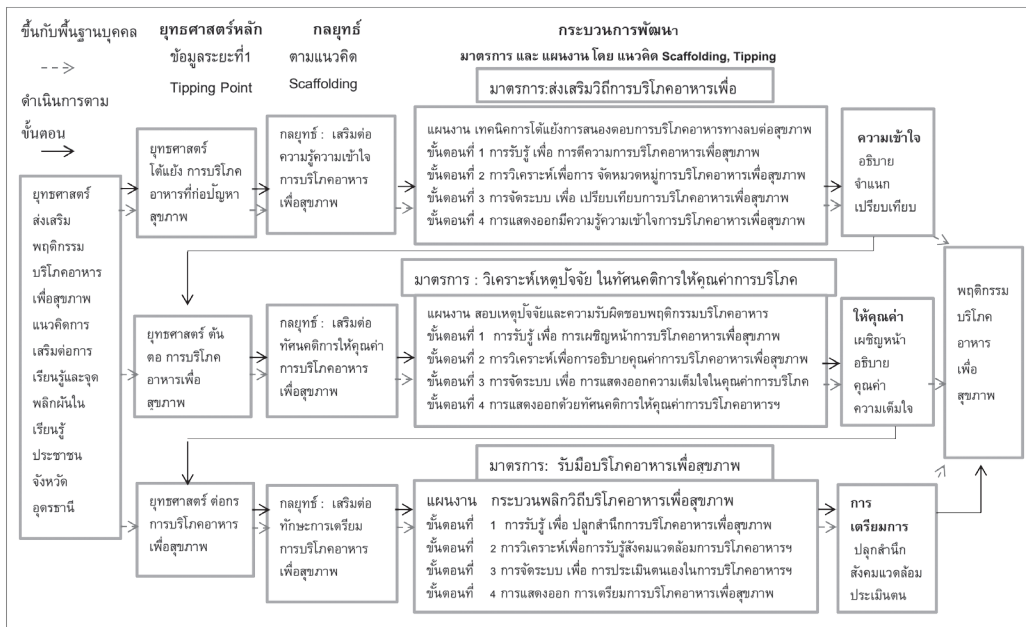 ขึ้นกับพื้นฐานบุคคล
ดำเนินการตาม
ขั้นตอน
ยุทธศาสตร์หลัก
ข้อมูลระยะที่1
Tipping Point
กลยุทธ์
ตามแนวคิด
Scaffolding
กระบวนการพัฒนา
มาตรการ และ แผนงาน โดย แนวคิด Scaffolding, Tipping
ยุทธศาสตร์
ส่งเสริม
พฤติกรรม
บริโภคอาหาร
เพื่อสุขภาพ
แนวคิดการ
เสริมต่อการ
เรียนรู้และจุด
พลิกผันใน
เรียนรู้
ประชาชน
จังหวัด
อุดรธานี
ยุทธศาสตร์
โต้แย้ง การบริโภค
อาหารที่ก่อปัญหา
สุขภาพ
กลยุทธ์ : เสริมต่อ
ความรู้ความเข้าใจ
การบริโภคอาหาร
เพื่อสุขภาพ
มาตรการ:ส่งเสริมวิถีการบริโภคอาหารเพื่อ
แผนงาน เทคนิคการโต้แย้งการสนองตอบการบริโภคอาหารทางลบต่อสุขภาพ
ขั้นตอนที่ 1 การรับรู้ เพื่อ การตีความการบริโภคอาหารเพื่อสุขภาพ
ขั้นตอนที่ 2 การวิเคราะห์เพื่อการ จัดหมวดหมู่การบริโภคอาหารเพื่อสุขภาพ
ขั้นตอนที่ 3 การจัดระบบ เพื่อ เปรียบเทียบการบริโภคอาหารเพื่อสุขภาพ
ขั้นตอนที่ 4 การแสดงออกมีความรู้ความเข้าใจการบริโภคอาหารเพื่อสุขภาพ
ความเข้าใจ
อธิบาย
จำแนก
เปรียบเทียบ
ยุทธศาสตร์ ต้น
ตอ การบริโภค
อาหารเพื่อ
สุขภาพ
กลยุทธ์ : เสริมต่อ
ทัศนคติการให้คุณค่า
การบริโภคอาหาร
เพื่อสุขภาพ
มาตรการ : วิเคราะห์เหตุปัจจัย ในทัศนคติการให้คุณค่าการบริโภค
แผนงาน สอบเหตุปัจจัยและความรับผิดชอบพฤติกรรมบริโภคอาหาร
ขั้นตอนที่ 1 การรับรู้ เพื่อ การเผชิญหน้าการบริโภคอาหารเพื่อสุขภาพ
ขั้นตอนที่ 2 การวิเคราะห์เพื่อการอธิบายคุณค่าการบริโภคอาหารเพื่อสุขภาพ
ขั้นตอนที่ 3 การจัดระบบ เพื่อ การแสดงออกความเต็มใจในคุณค่าการบริโภค
ขั้นตอนที่ 4 การแสดงออกด้วยทัศนคติการให้คุณค่าการบริโภคอาหารฯ
ให้คุณค่า
เผชิญหน้า
อธิบาย
คุณค่า
ความเต็มใจ
พฤติกรรม
บริโภค
อาหาร
เพื่อ
สุขภาพ
ยุทธศาสตร์ ต่อกร
การบริโภคอาหาร
เพื่อสุขภาพ
กลยุทธ์ : เสริมต่อ
ทักษะการเตรียม
การบริโภคอาหาร
เพื่อสุขภาพ
มาตรการ: รับมือบริโภคอาหารเพื่อสุขภาพ
แผนงาน กระบวนพลิกวิถีบริโภคอาหารเพื่อสุขภาพ
ขั้นตอนที่ 1 การรับรู้ เพื่อ ปลูกสำนึกการบริโภคอาหารเพื่อสุขภาพ
ขั้นตอนที่ 2 การวิเคราะห์เพื่อการรับรู้สังคมแวดล้อมการบริโภคอาหารฯ
ขั้นตอนที่ 3 การจัดระบบ เพื่อ การประเมินตนเองในการบริโภคอาหารฯ
ขั้นตอนที่ 4 การแสดงออก การเตรียมการบริโภคอาหารเพื่อสุขภาพ
การ
เตรียมการ
ปลูกสำนึก
สังคมแวดล้อม
ประเมินตน